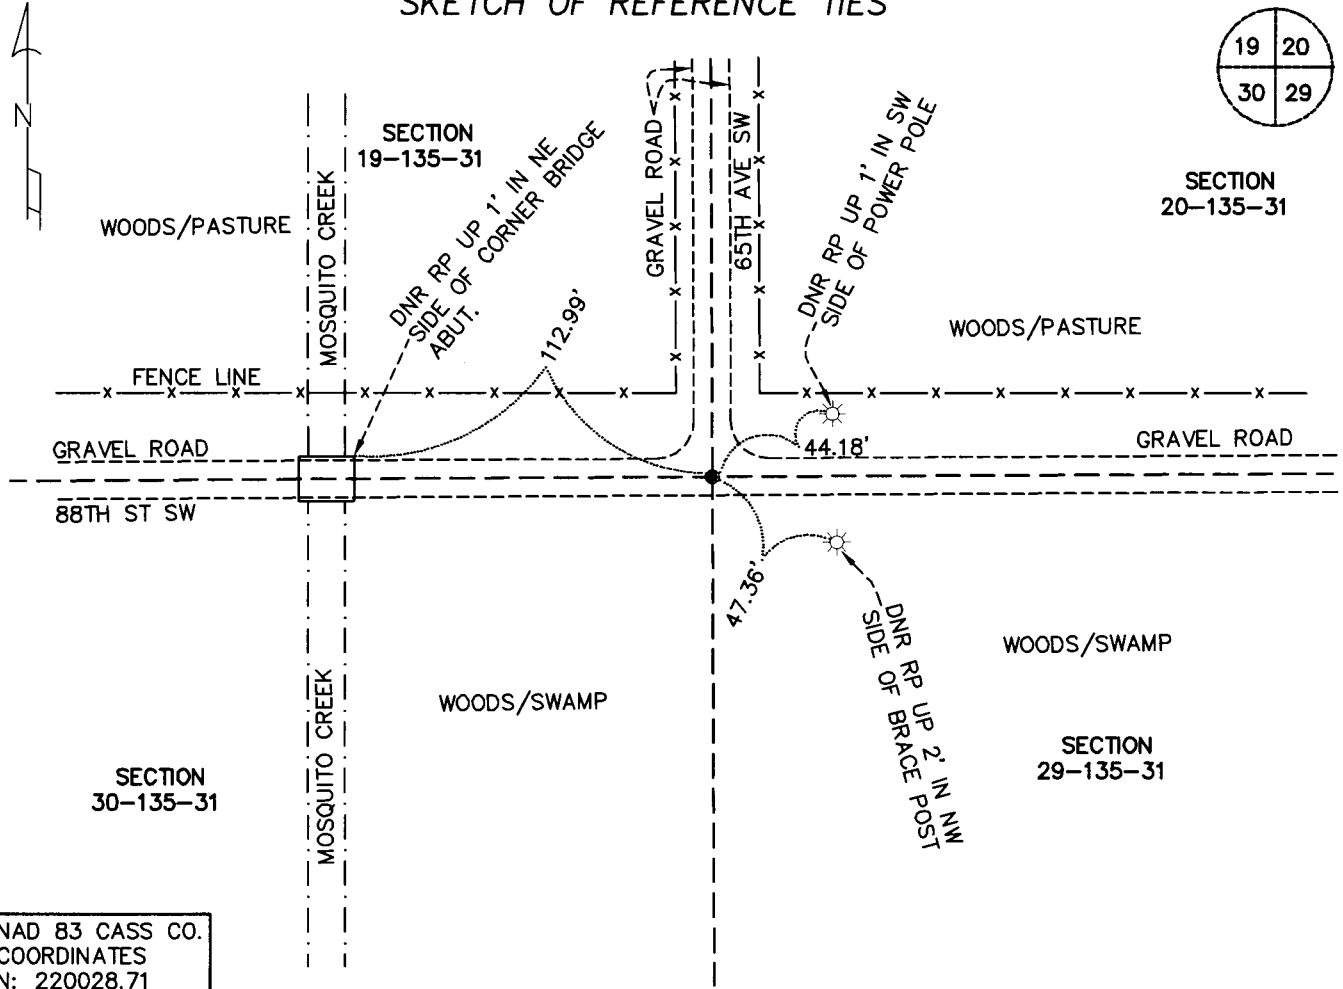 SKETCH OF REFERENCE TIES
N
19 20
30 29
SECTION
19-135-31
SECTION
20-135-31
WOODS/PASTURE
MOSQUITO CREEK
DNR RP UP 1' IN NE
SIDE OF CORNER BRIDGE
ABUT.
112.99'
GRAVEL ROAD
65TH AVE SW
DNR RP UP 1' IN SW
SIDE OF POWER POLE
WOODS/PASTURE
FENCE LINE
GRAVEL ROAD
44.18'
GRAVEL ROAD
88TH ST SW
47.36'
DNR RP UP 2' IN NW
SIDE OF BRACE POST
WOODS/SWAMP
WOODS/SWAMP
MOSQUITO CREEK
SECTION
29-135-31
SECTION
30-135-31
NAD 83 CASS CO.
COORDINATES
N: 220028.71